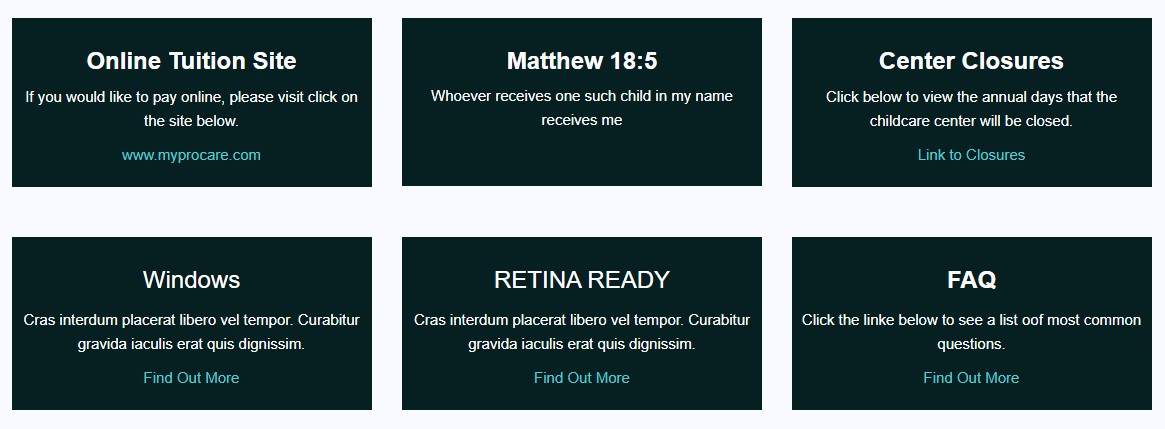 Online Tuition Site
If you would like to pay online, please visit click on
the site below.
www.myprocare.com
Matthew 18:5
Whoever receives one such child in my name
receives me
Center Closures
Click below to view the annual days that the
childcare center will be closed.
Link to Closures
Windows
Cras interdum placerat libero vel tempor. Curabitur
gravida iaculis erat quis dignissim.
Find Out More
RETINA READY
Cras interdum placerat libero vel tempor. Curabitur
gravida iaculis erat quis dignissim.
Find Out More
FAQ
Click the linke below to see a list oof most common
questions.
Find Out More